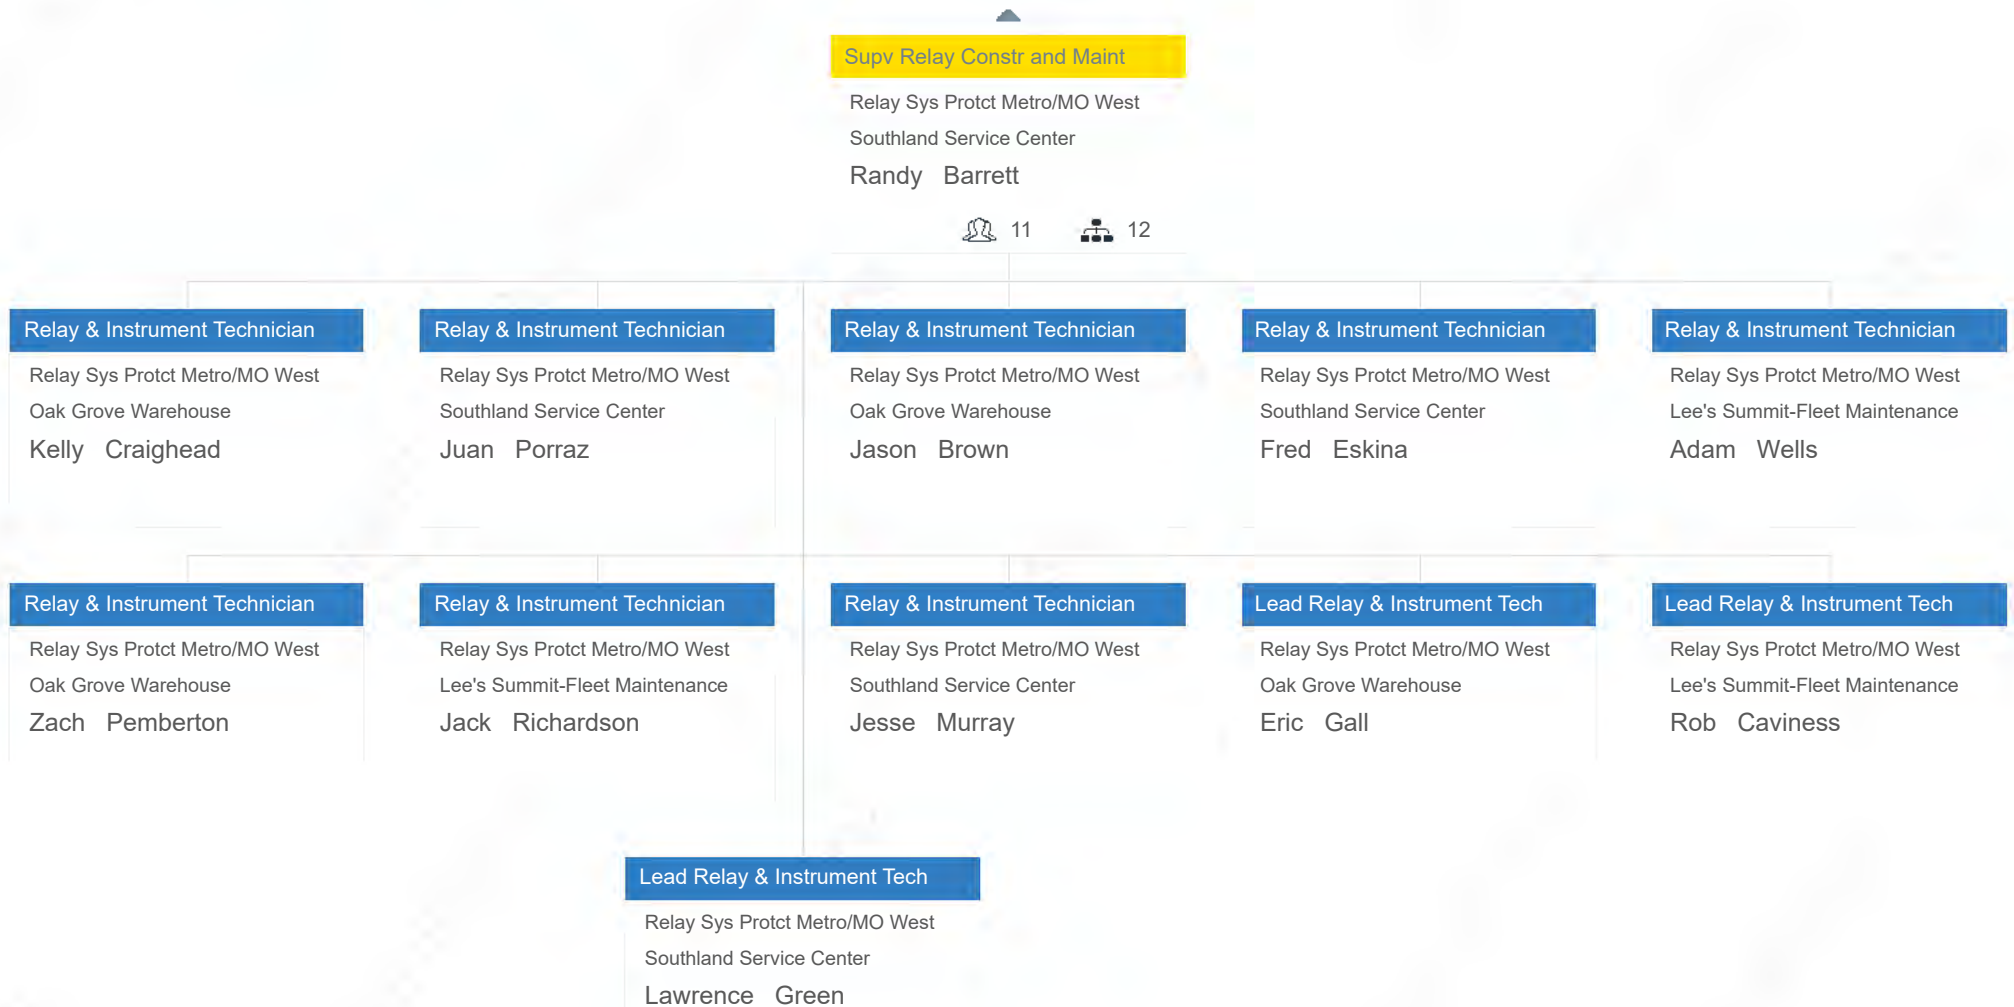 Supv Relay Constr and Maint
Relay Sys Protct Metro/MO West
Southland Service Center
Randy Barrett
11 12
Relay & Instrument Technician
Relay Sys Protct Metro/MO West
Oak Grove Warehouse
Kelly Craighead
Relay & Instrument Technician
Relay Sys Protct Metro/MO West
Southland Service Center
Juan Porraz
Relay & Instrument Technician
Relay Sys Protct Metro/MO West
Oak Grove Warehouse
Jason Brown
Relay & Instrument Technician
Relay Sys Protct Metro/MO West
Southland Service Center
Fred Eskina
Relay & Instrument Technician
Relay Sys Protct Metro/MO West
Lee's Summit-Fleet Maintenance
Adam Wells
Relay & Instrument Technician
Relay Sys Protct Metro/MO West
Oak Grove Warehouse
Zach Pemberton
Relay & Instrument Technician
Relay Sys Protct Metro/MO West
Lee's Summit-Fleet Maintenance
Jack Richardson
Relay & Instrument Technician
Relay Sys Protct Metro/MO West
Southland Service Center
Jesse Murray
Lead Relay & Instrument Tech
Relay Sys Protct Metro/MO West
Oak Grove Warehouse
Eric Gall
Lead Relay & Instrument Tech
Relay Sys Protct Metro/MO West
Lee's Summit-Fleet Maintenance
Rob Caviness
Lead Relay & Instrument Tech
Relay Sys Protct Metro/MO West
Southland Service Center
Lawrence Green